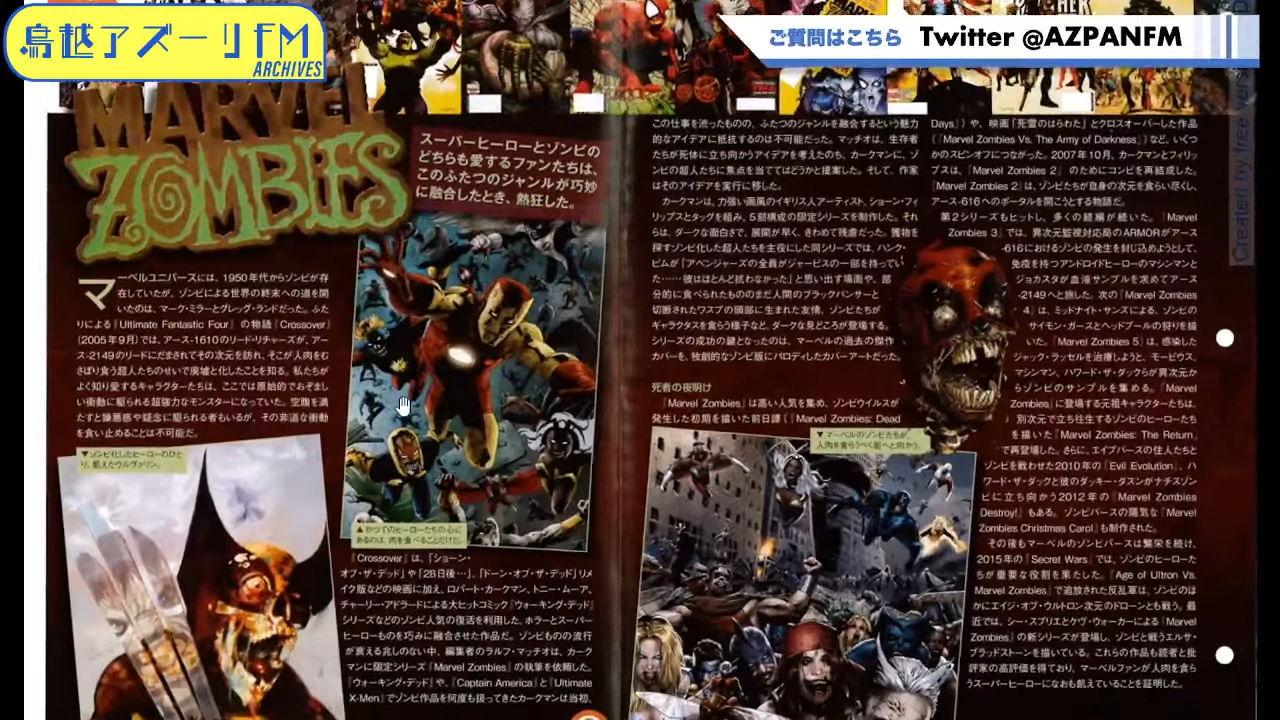 鳥越アズーリFM
ARCHIVES
ご質問はこちら Twitter @AZPANFM
Created by free vers
MARVEL
ZOMBIES
スーパーヒーローとゾンビの
どちらも愛するファンたちは、
このふたつのジャンルが巧妙
に融合したとき、熱狂した。
マーベルユニバースには、1950年代からゾンビが存
在していたが、ゾンビによる世界の終末への道を開
いたのは、マーク・ミラーとグレッグ・ランドだった。ふた
りによる『Ultimate Fantastic Four』の物語『Crossover』
(2005年9月)では、アース-1610のリード・リチャーズが、アー
ス-2149のリードにだまされてその次元を訪れ、そこが人肉をむ
さぼり食う超人たちのせいで廃墟と化したことを知る。私たちが
よく知り愛するキャラクターたちは、ここでは原始的でおぞまし
い衝動に駆られる超強力なモンスターになっていた。空腹を満
たすと嫌悪感や疑念に駆られる者もいるが、その非道な衝動
を食い止めることは不可能だ。
▼ゾンビ化したヒーローのひと
り、飢えたウルヴァリン。
▲かつてのヒーローたちの心に
あるのは、肉を食べることだけだ。
『Crossover』は、『ショーン・
オブ・ザ・デッド』や『28日後…』、『ドーン・オブ・ザ・デッド』リメ
イク版などの映画に加え、ロバート・カークマン、トニー・ムーア、
チャーリー・アドラードによる大ヒットコミック『ウォーキング・デッド』
シリーズなどのゾンビ人気の復活を利用した、ホラーとスーパー
ヒーローものを巧みに融合させた作品だ。ゾンビものの流行
が衰える兆しのない中、編集者のラルフ・マッチオは、カーク
マンに限定シリーズ『Marvel Zombies』の執筆を依頼した。
『ウォーキング・デッド』や、『Captain America』と『Ultimate
X-Men』でゾンビ作品を何度も扱ってきたカークマンは当初、
この仕事を渋ったものの、ふたつのジャンルを融合するという魅力
的なアイデアに抵抗するのは不可能だった。マッチオは、生存者
たちが死体に立ち向かうアイデアを考えたのち、カークマンに、ゾ
ンビの超人たちに焦点を当ててはどうかと提案した。そして、作家
はそのアイデアを実行に移した。
カークマンは、力強い画風のイギリス人アーティスト、ショーン・フィ
リップスとタッグを組み、5部構成の限定シリーズを制作した。それ
らは、ダークな面白さで、展開が早く、きわめて残虐だった。獲物を
探すゾンビ化した超人たちを主役にした同シリーズでは、ハンク・
ピムが「アベンジャーズの全員がジャービスの一部を持ってい
た……彼はほとんど抗わなかった」と思い出す場面や、部
分的に食べられたもののまだ人間のブラックパンサーと
切断されたワスプの頭部に生まれた友情、ゾンビたちが
ギャラクタスを食らう様子など、ダークな見どころが登場する。
シリーズの成功の鍵となったのは、マーベルの過去の傑作
カバーを、独創的なゾンビ版にパロディしたカバーアートだった。
死者の夜明け
『Marvel Zombies』は高い人気を集め、ゾンビウイルスが
発生した初期を描いた前日譚(『Marvel Zombies: Dead
▼マーベルのゾンビたちが、
人肉を食らうべく街へと向かう。
Days』)や、映画『死霊のはらわた』とクロスオーバーした作品
(『Marvel Zombies Vs. The Army of Darkness』)など、いくつ
かのスピンオフにつながった。2007年10月、カークマンとフィリッ
プスは、『Marvel Zombies 2』のためにコンビを再結成した。
『Marvel Zombies 2』は、ゾンビたちが自身の次元を食らい尽くし、
アース-616へのポータルを開こうとする物語だ。
第2シリーズもヒットし、多くの続編が続いた。『Marvel
Zombies 3』では、異次元監視対応局のARMORがアース
-616におけるゾンビの発生を封じ込めようとして、
免疫を持つアンドロイドヒーローのマシンマンと
ジョカスタが血液サンプルを求めてアース
-2149へと旅した。次の『Marvel Zombies
4』は、ミッドナイト・サンズによる、ゾンビの
サイモン・ガースとヘッドプールの狩りを描
いた。『Marvel Zombies 5』は、感染した
ジャック・ラッセルを治療しようと、モービウス、
マシンマン、ハワード・ザ・ダックらが異次元か
らゾンビのサンプルを集める。『Marvel
Zombies』に登場する元祖キャラクターたちは、
別次元で立ち往生するゾンビのヒーローたち
を描いた『Marvel Zombies: The Return』
で再登場した。さらに、エイプバースの住人たちと
ゾンビを戦わせた2010年の『Evil Evolution』、ハ
ワード・ザ・ダックと彼のダッキー・ダズンがナチスゾン
ビに立ち向かう2012年の『Marvel Zombies
Destroy!』もある。ゾンビバースの陽気な『Marvel
Zombies Christmas Carol』も制作された。
その後もマーベルのゾンビバースは繁栄を続け、
2015年の『Secret Wars』では、ゾンビのヒーローた
ちが重要な役割を果たした。『Age of Ultron Vs.
Marvel Zombies』で追放された反乱軍は、ゾンビのほ
かにエイジ・オブ・ウルトロン次元のドローンとも戦う。最
近では、シー・スプリエとケヴ・ウォーカーによる『Marvel
Zombies』の新シリーズが登場し、ゾンビと戦うエルサ・
ブラッドストーンを描いている。これらの作品も読者と批
評家の高評価を得ており、マーベルファンが人肉を食ら
うスーパーヒーローになおも飢えていることを証明した。